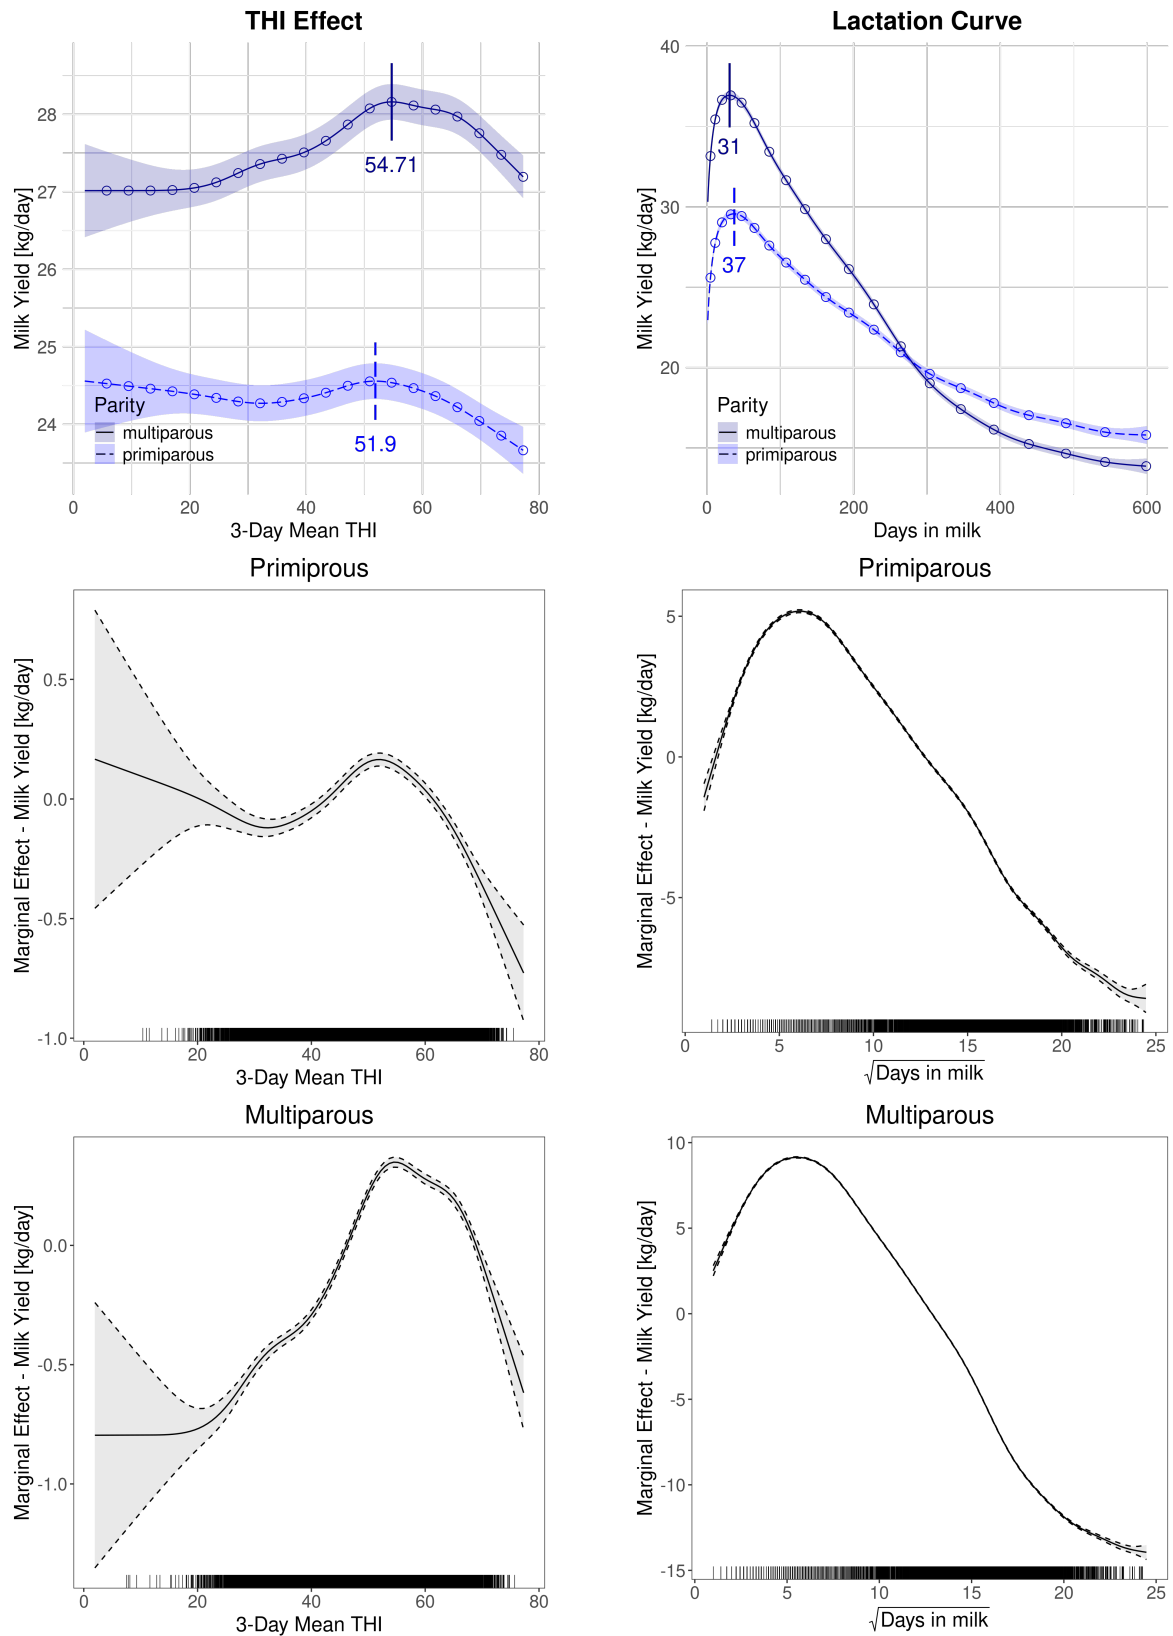 THI Effect
Milk Yield [kg/day]
28
27
26
25
24
54.71
51.9
Parity
multiparous
primiparous
0 20 40 60 80
3-Day Mean THI
Lactation Curve
Milk Yield [kg/day]
40
30
20
31
37
Parity
multiparous
primiparous
0 200 400 600
Days in milk
Primiprous
Marginal Effect - Milk Yield [kg/day]
0.5
0.0
-0.5
-1.0
0 20 40 60 80
3-Day Mean THI
Primiparous
Marginal Effect - Milk Yield [kg/day]
5
0
-5
0 5 10 15 20 25
√Days in milk
Multiparous
Marginal Effect - Milk Yield [kg/day]
0.0
-0.5
-1.0
0 20 40 60 80
3-Day Mean THI
Multiparous
Marginal Effect - Milk Yield [kg/day]
10
5
0
-5
-10
-15
0 5 10 15 20 25
√Days in milk